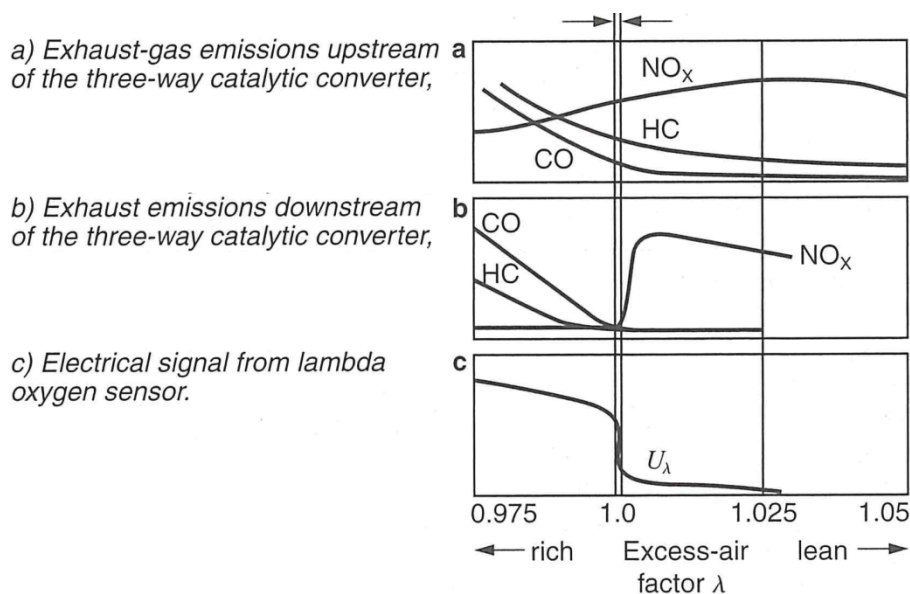 a) Exhaust-gas emissions upstream
of the three-way catalytic converter,
a
NOX
HC
CO
b) Exhaust emissions downstream
of the three-way catalytic converter,
b
CO
HC
NOX
c) Electrical signal from lambda
oxygen sensor.
c
Uλ
0.975 1.0 1.025 1.05
rich Excess-air lean
factor λ